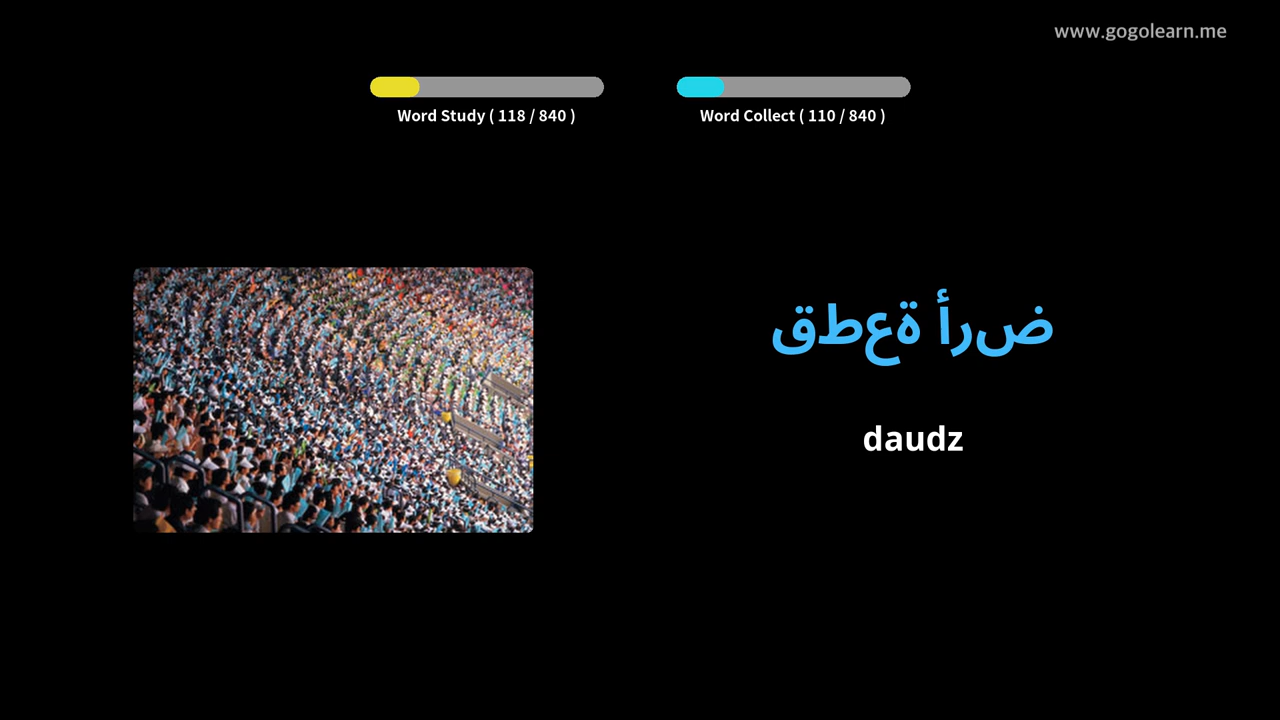 www.gogolearn.me
Word Study ( 118 / 840 )
Word Collect ( 110 / 840 )
قطعة أرض
daudz